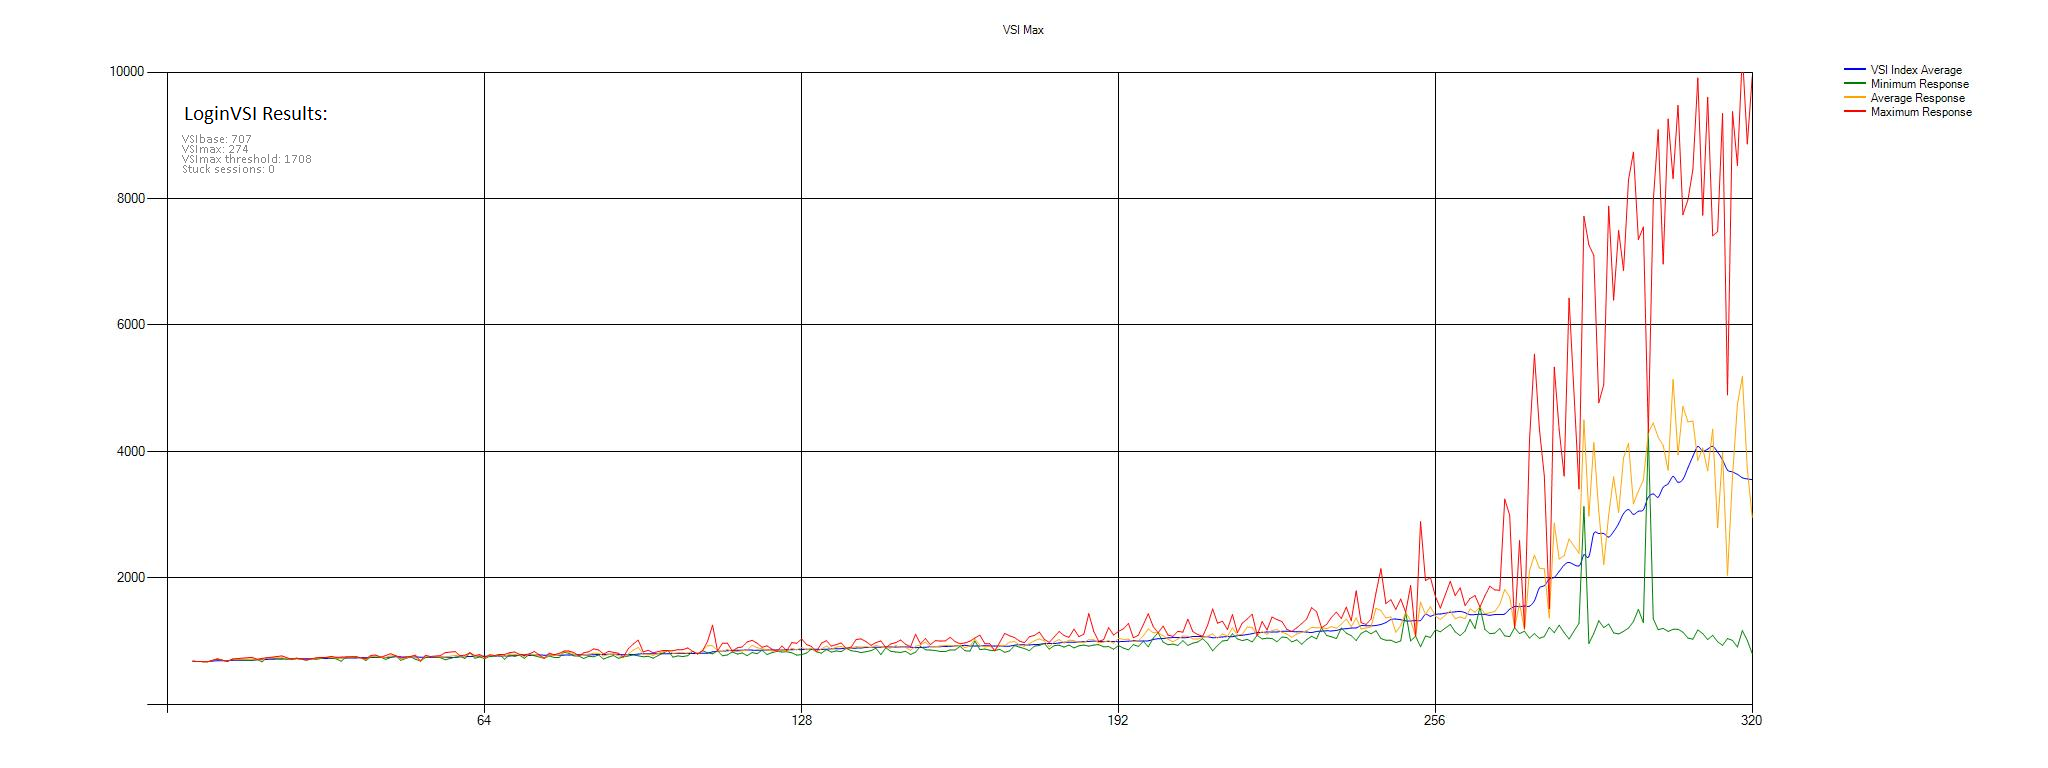 VSI Max
10000
8000
6000
4000
2000
64
128
192
256
320
LoginVSI Results:
VSIbase: 707
VSImax: 274
VSImax threshold: 1708
Stuck sessions: 0
VSI Index Average
Minimum Response
Average Response
Maximum Response